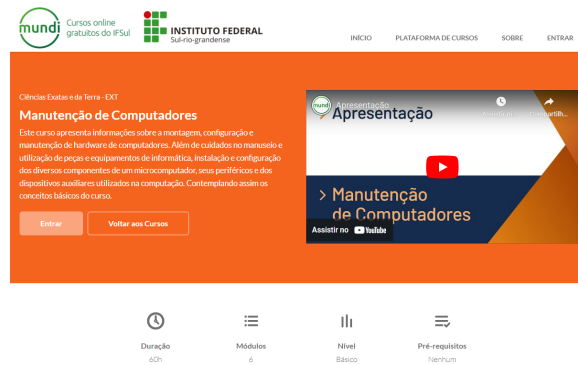 mundi
Cursos online
gratuitos do IFSul
INSTITUTO FEDERAL
Sul-rio-grandense
INÍCIO PLATAFORMA DE CURSOS SOBRE ENTRAR
Ciências Exatas e da Terra - EXT
Manutenção de Computadores
Este curso apresenta informações sobre a montagem, configuração e
manutenção de hardware de computadores. Além de cuidados no manuseio e
utilização de peças e equipamentos de informática, instalação e configuração
dos diversos componentes de um microcomputador, seus periféricos e dos
dispositivos auxiliares utilizados na computação. Contemplando assim os
conceitos básicos do curso.
Entrar Voltar aos Cursos
mundi
Apresentação
Apresentação
Assistir m... Compartilh...
> Manutenção
de Computadores
Assistir no YouTube
Duração Módulos Nível Pré-requisitos
60h 6 Básico Nenhum